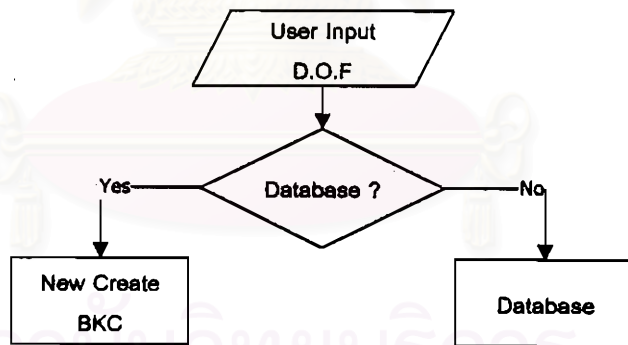 User Input
D.O.F
Database ?
Yes
No
New Create
BKC
Database